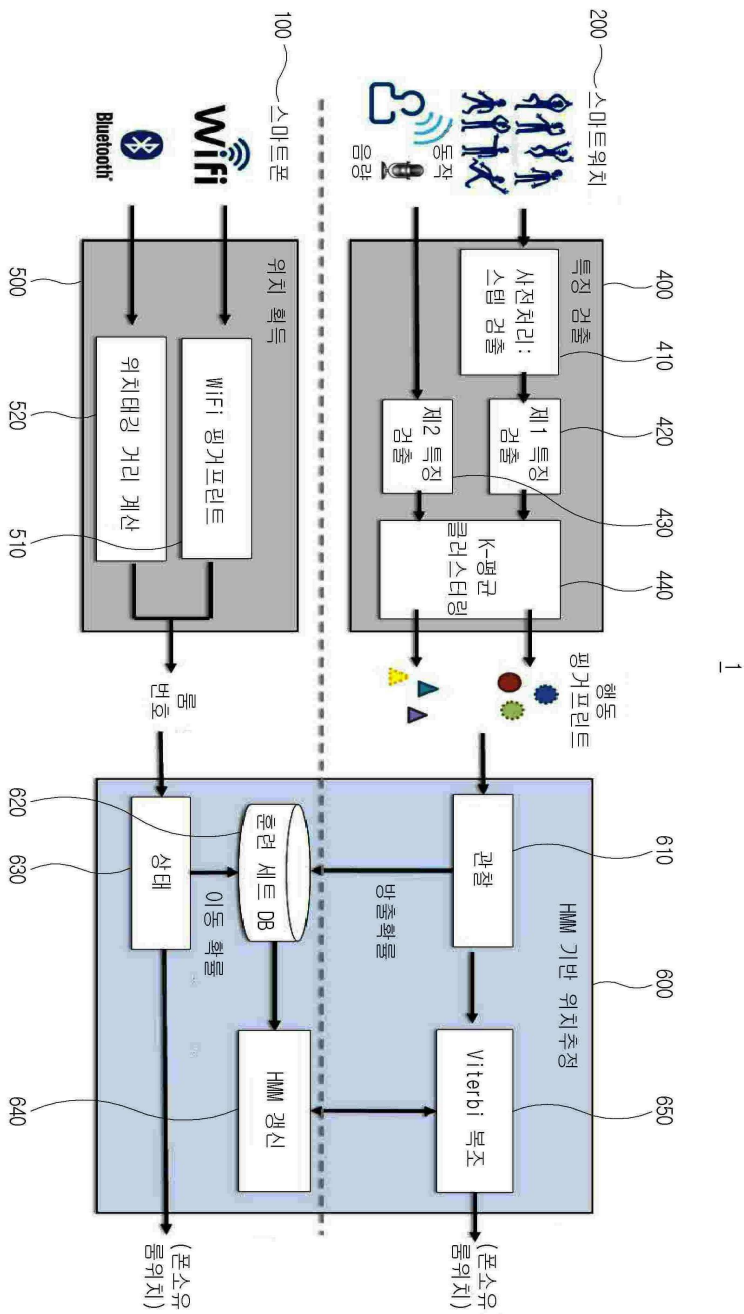 1
200
스마트워치
동작
음량
400
특징 검출
410
사전처리:
스텝 검출
420
제1 특징
검출
제2 특징
검출
430
440
K-평균
클러스터링
행동
핑거프린트
600
HMM 기반 위치추정
610
관찰
방출확률
650
Viterbi 복조
(폰소유
룸위치)
100
스마트폰
WiFi
Bluetooth®
500
위치 획득
WiFi 핑거프린트
510
520
위치태깅 거리 계산
룸
번호
620
훈련 세트 DB
630
상태
이동 확률
HMM 갱신
640
(폰소유
룸위치)